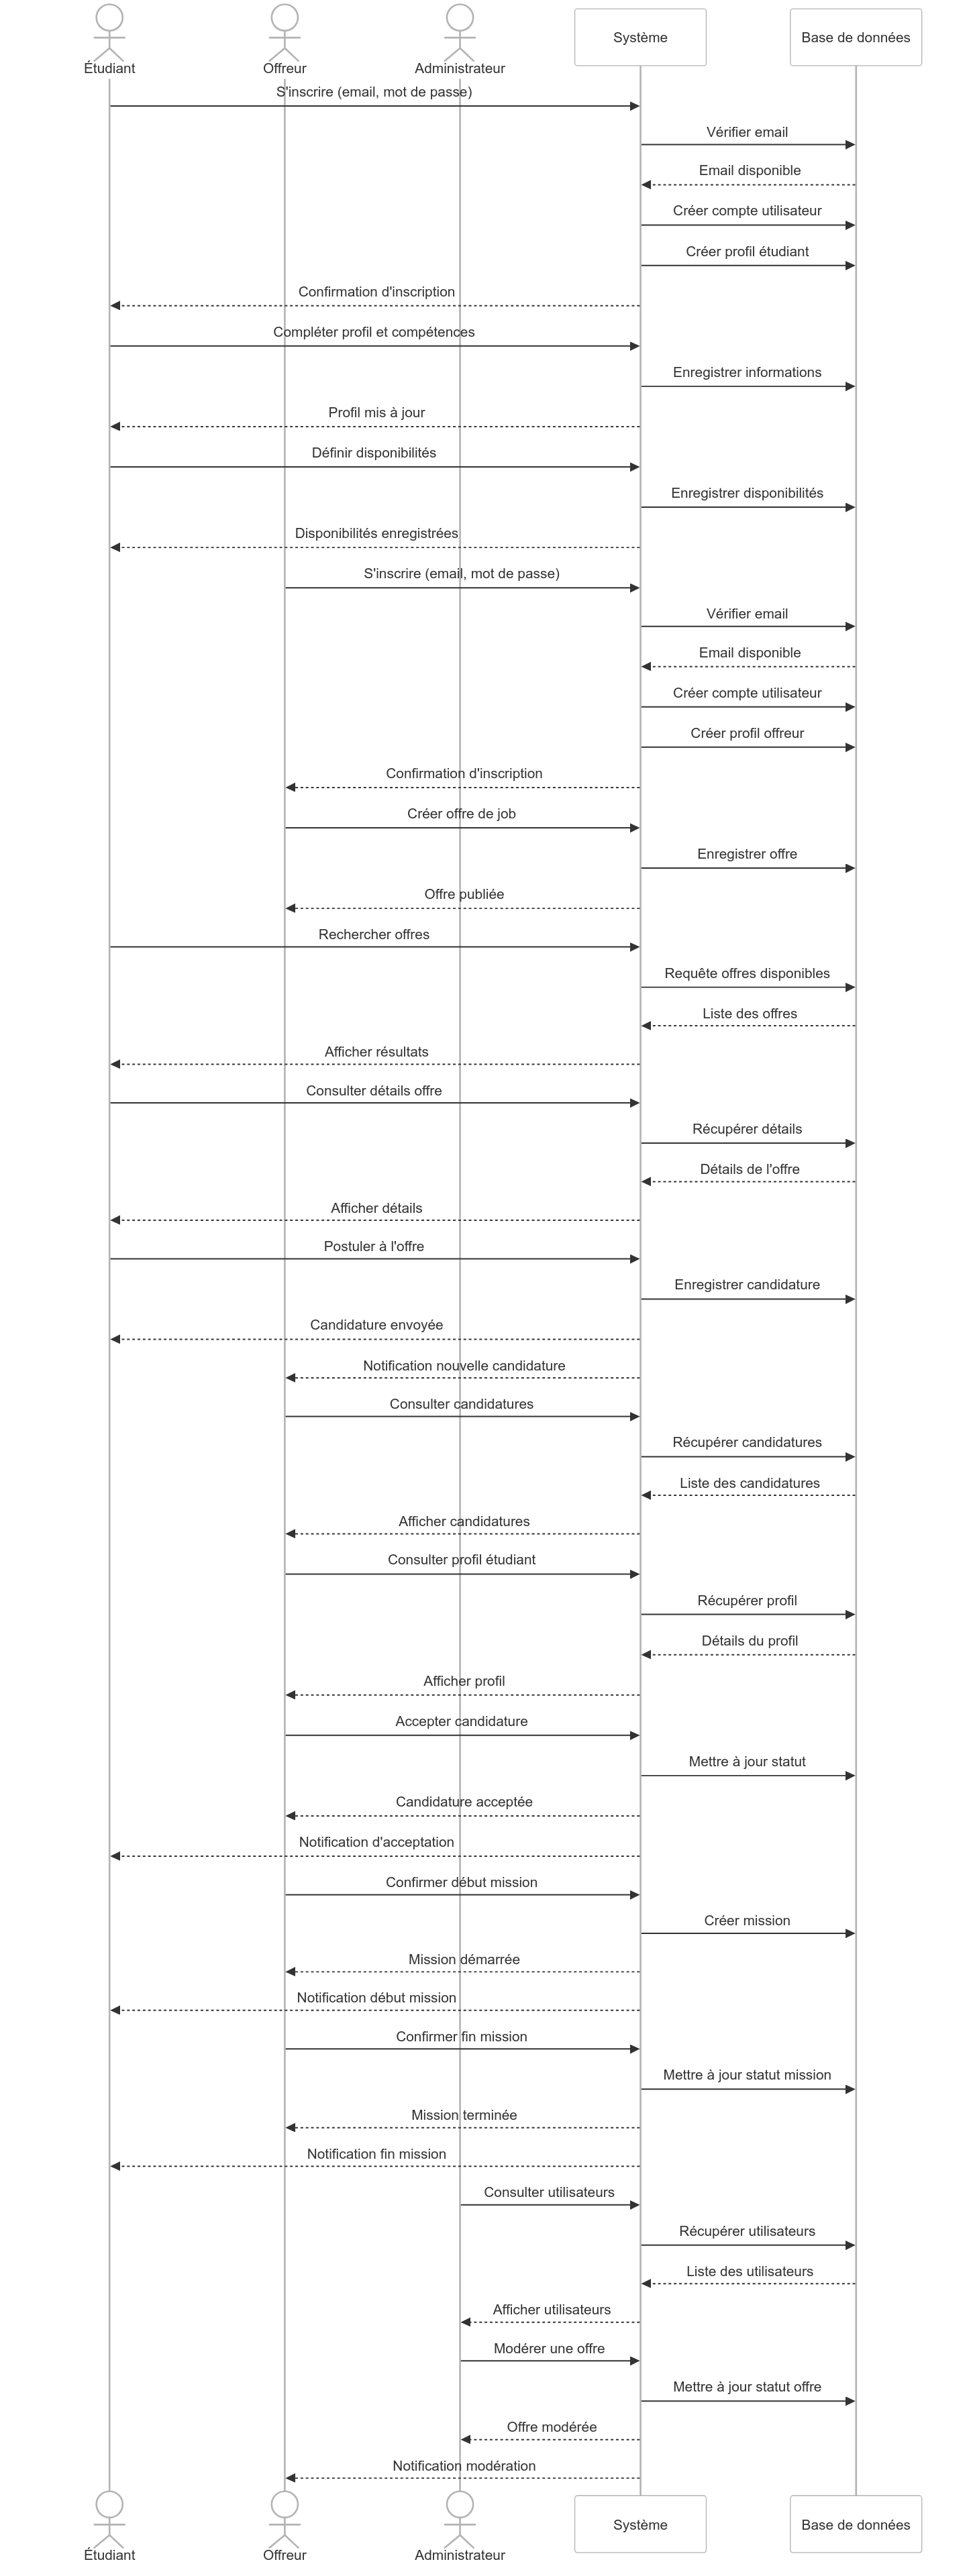 Étudiant
Offreur
Administrateur
Système
Base de données
S'inscrire (email, mot de passe)
Vérifier email
Email disponible
Créer compte utilisateur
Créer profil étudiant
Confirmation d'inscription
Compléter profil et compétences
Enregistrer informations
Profil mis à jour
Définir disponibilités
Enregistrer disponibilités
Disponibilités enregistrées
S'inscrire (email, mot de passe)
Vérifier email
Email disponible
Créer compte utilisateur
Créer profil offreur
Confirmation d'inscription
Créer offre de job
Enregistrer offre
Offre publiée
Rechercher offres
Requête offres disponibles
Liste des offres
Afficher résultats
Consulter détails offre
Récupérer détails
Détails de l'offre
Afficher détails
Postuler à l'offre
Enregistrer candidature
Candidature envoyée
Notification nouvelle candidature
Consulter candidatures
Récupérer candidatures
Liste des candidatures
Afficher candidatures
Consulter profil étudiant
Récupérer profil
Détails du profil
Afficher profil
Accepter candidature
Mettre à jour statut
Candidature acceptée
Notification d'acceptation
Confirmer début mission
Créer mission
Mission démarrée
Notification début mission
Confirmer fin mission
Mettre à jour statut mission
Mission terminée
Notification fin mission
Consulter utilisateurs
Récupérer utilisateurs
Liste des utilisateurs
Afficher utilisateurs
Modérer une offre
Mettre à jour statut offre
Offre modérée
Notification modération
Étudiant
Offreur
Administrateur
Système
Base de données